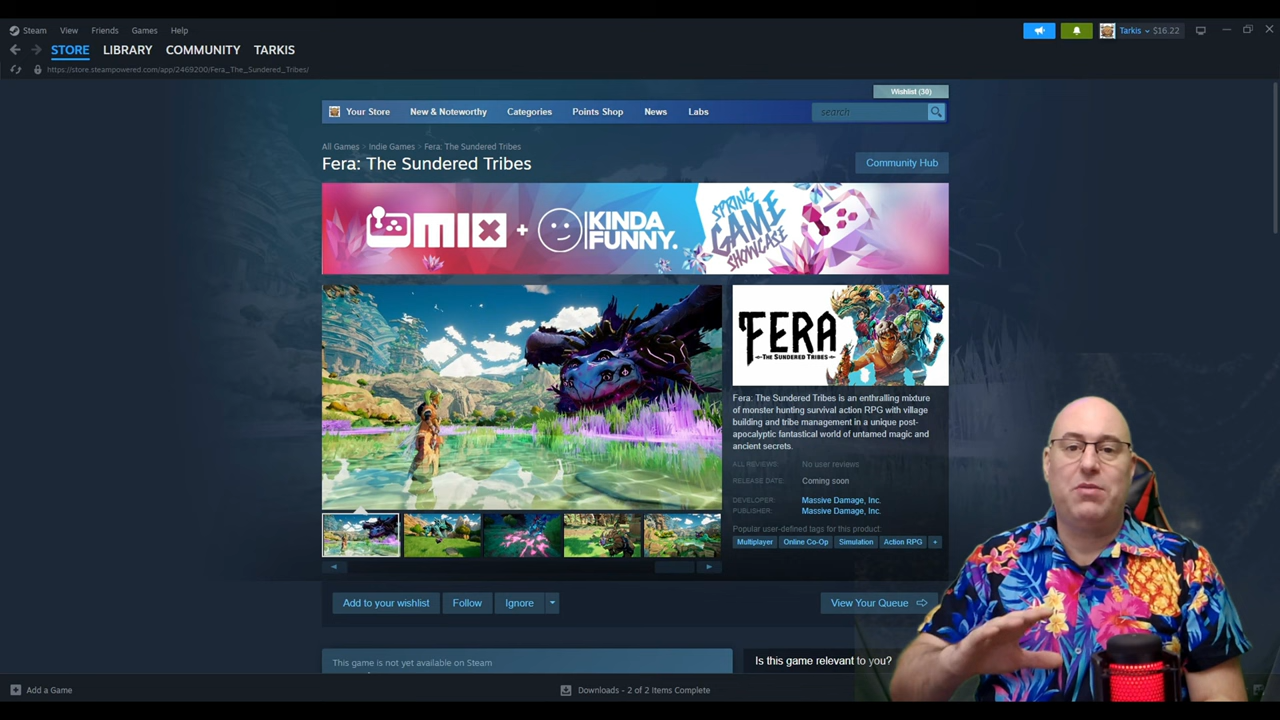 Steam View Friends Games Help
Tarkis $16.22
STORE LIBRARY COMMUNITY TARKIS
https://store.steampowered.com/app/2469200/Fera_The_Sundered_Tribes/
Wishlist (30)
Your Store New & Noteworthy Categories Points Shop News Labs search
All Games > Indie Games > Fera: The Sundered Tribes
Fera: The Sundered Tribes
Community Hub
MIX + KINDA FUNNY.
SPRING GAME SHOWCASE
FERA
THE SUNDERED TRIBES
Fera: The Sundered Tribes is an enthralling mixture
of monster hunting survival action RPG with village
building and tribe management in a unique post-
apocalyptic fantastical world of untamed magic and
ancient secrets.
ALL REVIEWS: No user reviews
RELEASE DATE: Coming soon
DEVELOPER: Massive Damage, Inc.
PUBLISHER: Massive Damage, Inc.
Popular user-defined tags for this product:
Multiplayer Online Co-Op Simulation Action RPG +
Add to your wishlist Follow Ignore View Your Queue
This game is not yet available on Steam
Is this game relevant to you?
Add a Game
Downloads - 2 of 2 Items Complete